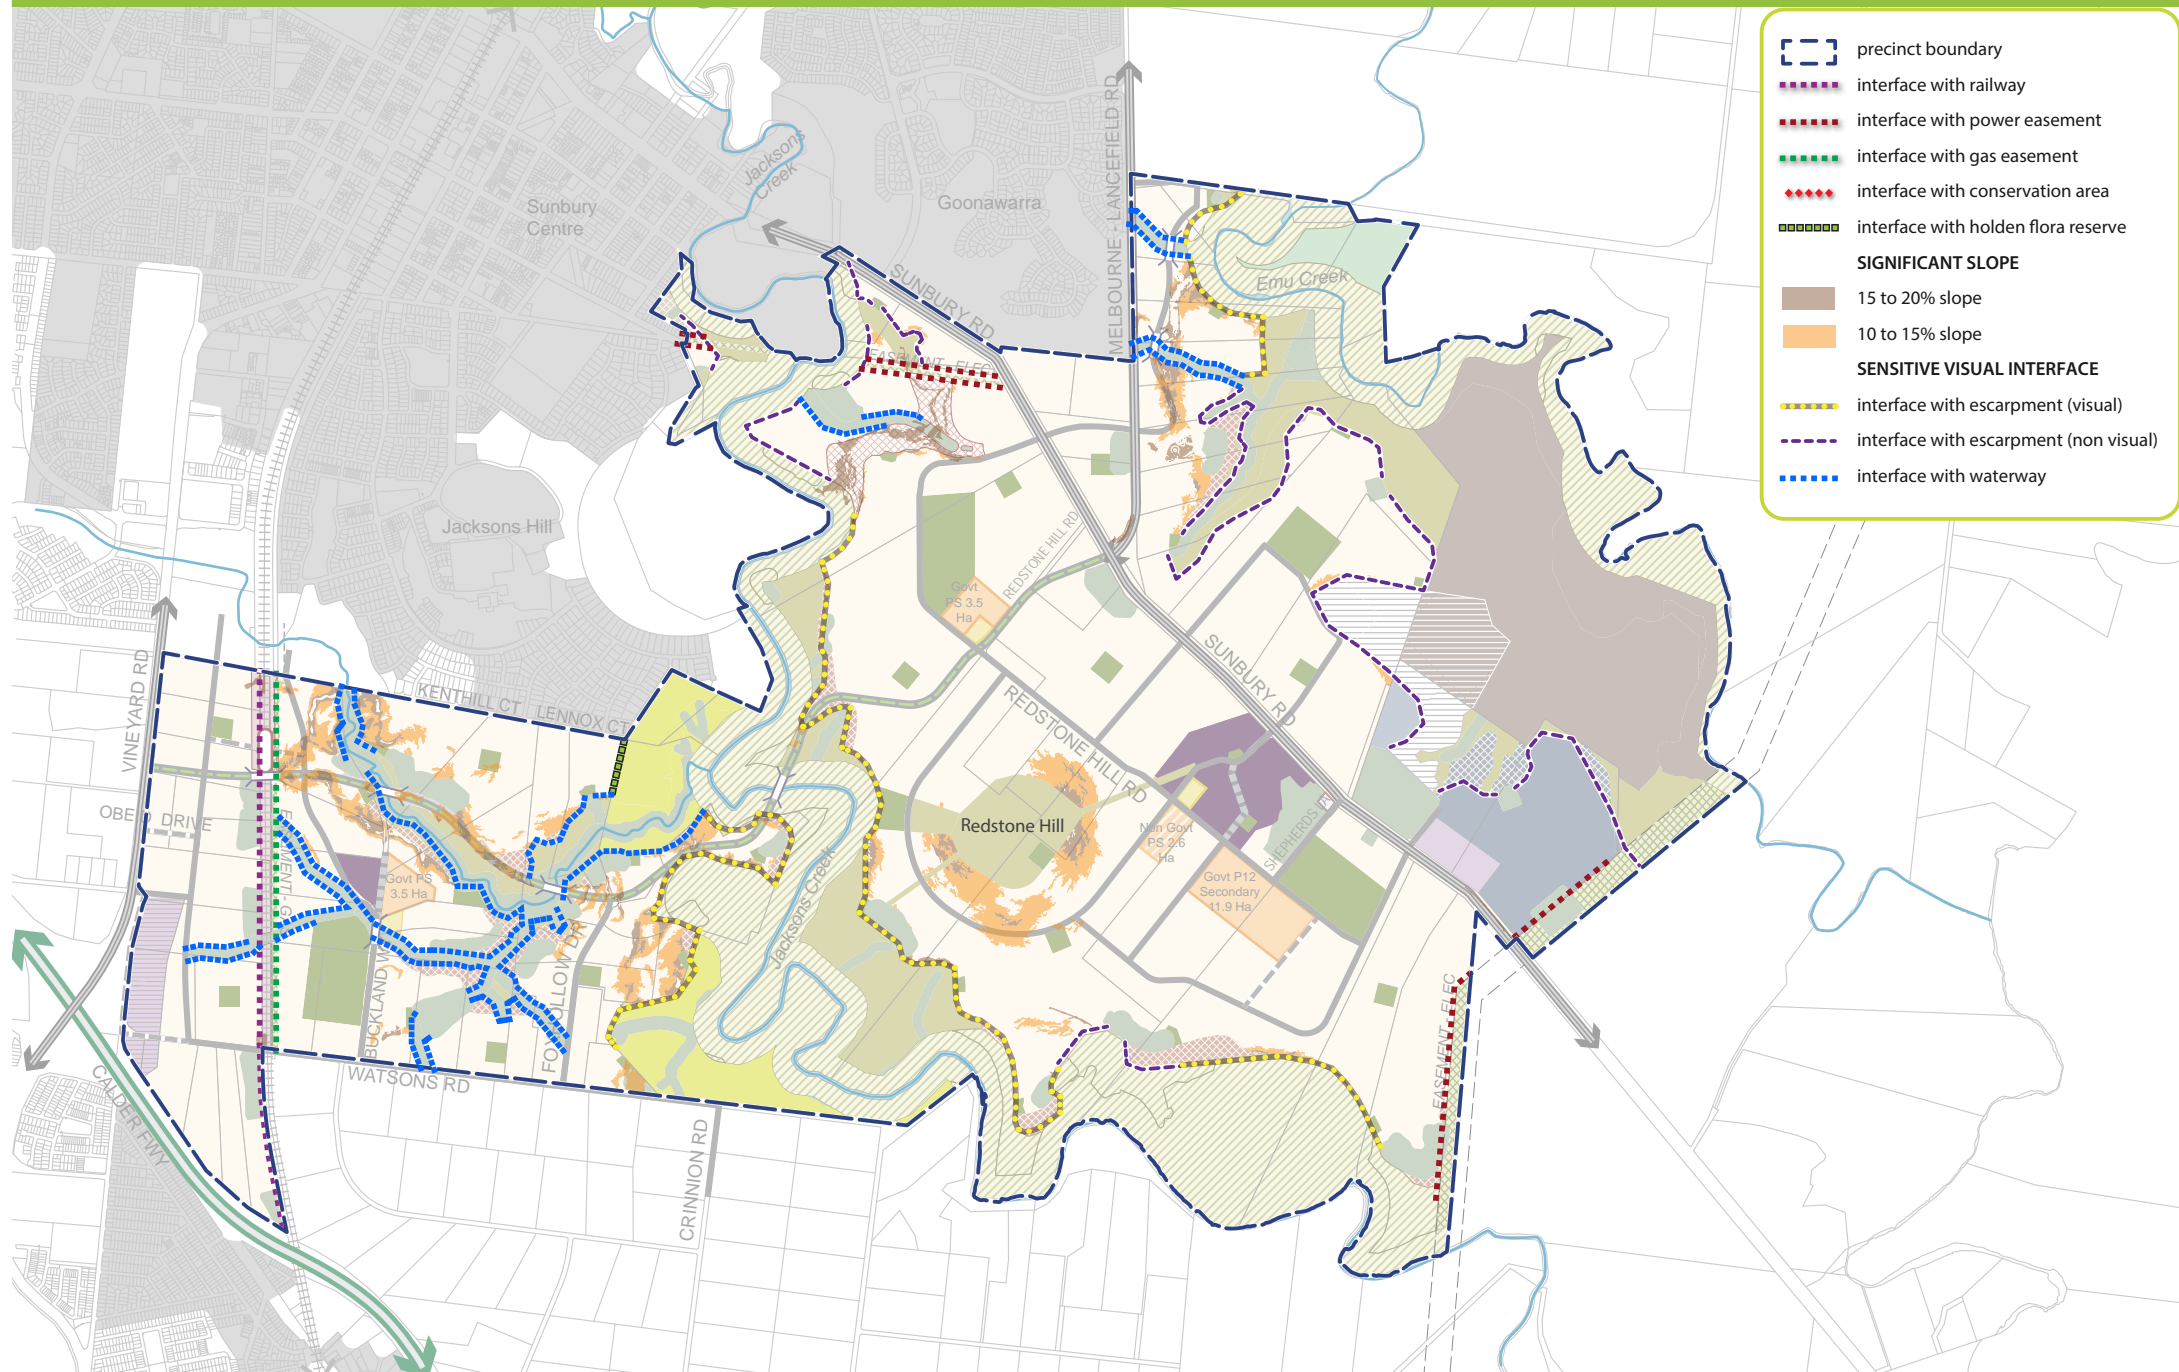 precinct boundary
interface with railway
interface with power easement
interface with gas easement
interface with conservation area
interface with holden flora reserve
SIGNIFICANT SLOPE
15 to 20% slope
10 to 15% slope
SENSITIVE VISUAL INTERFACE
interface with escarpment (visual)
interface with escarpment (non visual)
interface with waterway
Jacksons
Creek
Sunbury
Centre
Goonawarra
MELBOURNE - LANCEFIELD RD
SUNBURY RD
Emu Creek
EASEMENT - ELEC
Jacksons Hill
REDSTONE HILL RD
Govt
PS 3.5
Ha
SUNBURY RD
VINEYARD RD
KENTHILL CT
LENNOX CT
REDSTONE HILL RD
OBE DRIVE
Redstone Hill
Non Govt
PS 2.6
Ha
SHEPHERDS
Govt PS
3.5 Ha
Govt P12
Secondary
11.9 Ha
Jacksons Creek
BUCKLAND W
DR
EASEMENT - ELEC
WATSONS RD
CALDER FWY
CRINNION RD